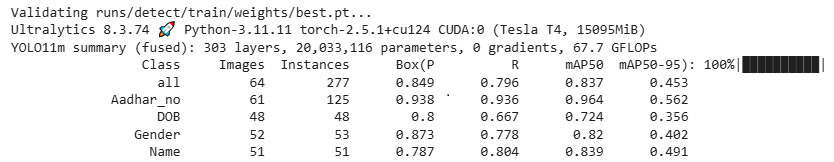 Validating runs/detect/train/weights/best.pt...
Ultralytics 8.3.74 🚀 Python-3.11.11 torch-2.5.1+cu124 CUDA:0 (Tesla T4, 15095MiB)
YOLO11m summary (fused): 303 layers, 20,033,116 parameters, 0 gradients, 67.7 GFLOPs
Class Images Instances Box(P R mAP50 mAP50-95): 100%|██████████|
all 64 277 0.849 0.796 0.837 0.453
Aadhar_no 61 125 0.938 0.936 0.964 0.562
DOB 48 48 0.8 0.667 0.724 0.356
Gender 52 53 0.873 0.778 0.82 0.402
Name 51 51 0.787 0.804 0.839 0.491